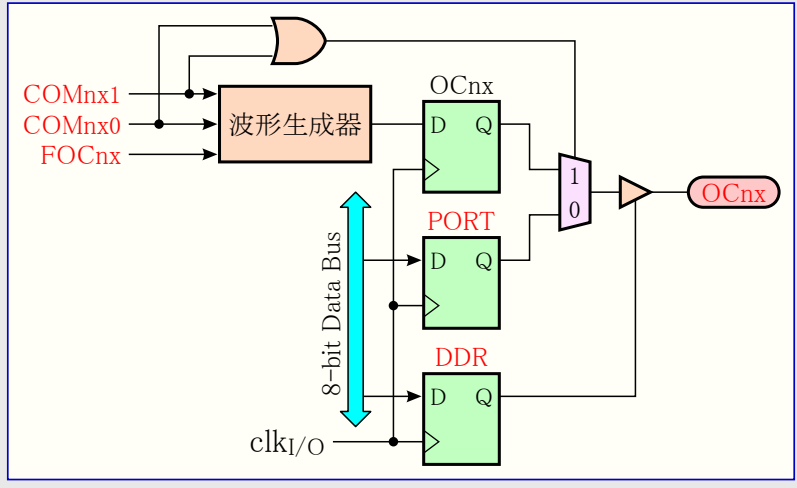 OCnx
COMnx1
COMnx0
FOCnx
波形生成器
D Q
1
0
OCnx
PORT
D Q
8-bit Data Bus
DDR
D Q
clkI/O